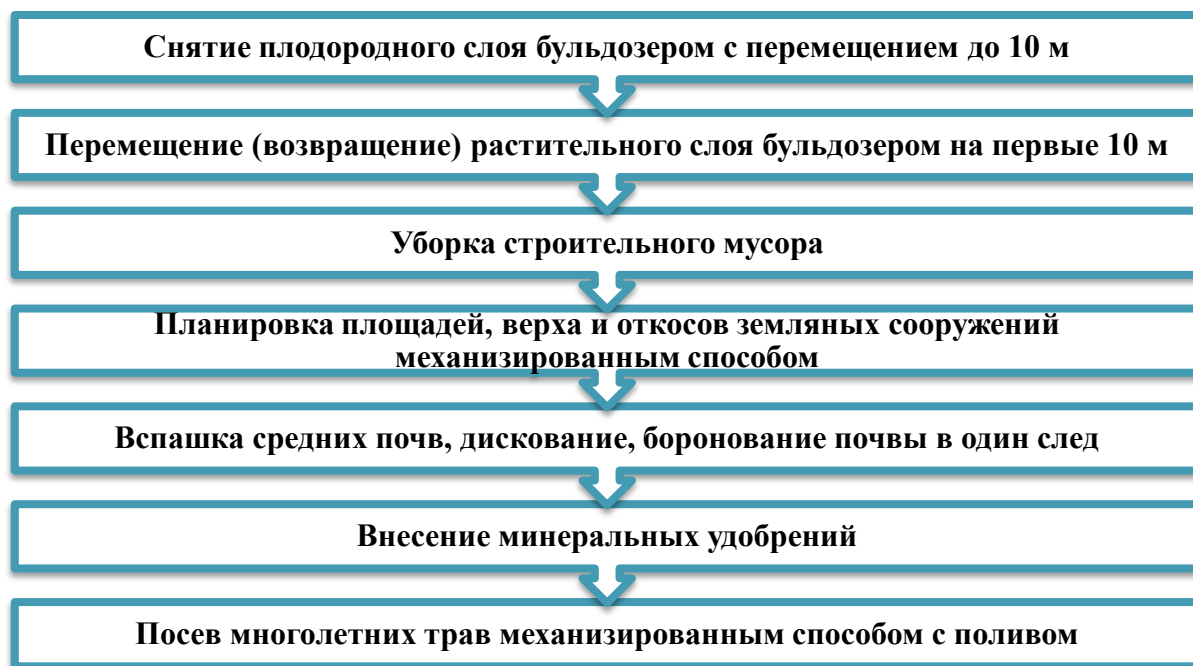 Снятие плодородного слоя бульдозером с перемещением до 10 м
Перемещение (возвращение) растительного слоя бульдозером на первые 10 м
Уборка строительного мусора
Планировка площадей, верха и откосов земляных сооружений
механизированным способом
Вспашка средних почв, дискование, боронование почвы в один след
Внесение минеральных удобрений
Посев многолетних трав механизированным способом с поливом